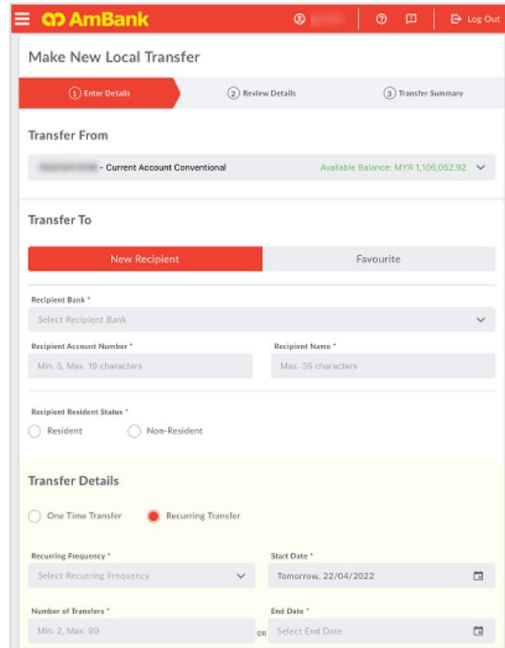 AmBank
Log Out
Make New Local Transfer
1 Enter Details
2 Review Details
3 Transfer Summary
Transfer From
- Current Account Conventional
Available Balance: MYR 1,106,052.92
Transfer To
New Recipient
Favourite
Recipient Bank *
Select Recipient Bank
Recipient Account Number *
Recipient Name *
Min. 5, Max. 19 characters
Max. 35 characters
Recipient Resident Status *
Resident
Non-Resident
Transfer Details
One Time Transfer
Recurring Transfer
Recurring Frequency *
Start Date *
Select Recurring Frequency
Tomorrow, 22/04/2022
Number of Transfers *
End Date *
Min. 2, Max. 99
OR
Select End Date